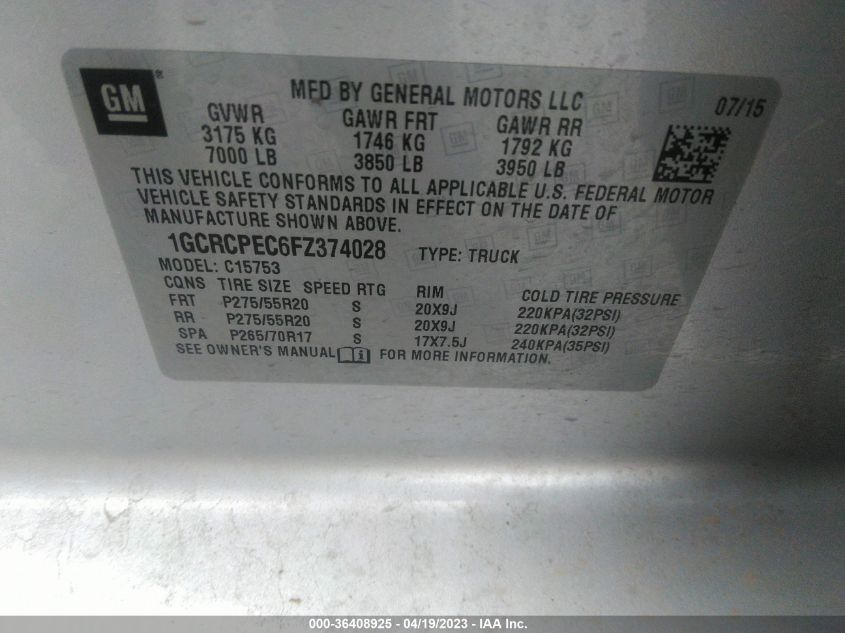 GM ®
MFD BY GENERAL MOTORS LLC
07/15
GVWR GAWR FRT GAWR RR
3175 KG 1746 KG 1792 KG
7000 LB 3850 LB 3950 LB
THIS VEHICLE CONFORMS TO ALL APPLICABLE U.S. FEDERAL MOTOR
VEHICLE SAFETY STANDARDS IN EFFECT ON THE DATE OF
MANUFACTURE SHOWN ABOVE.
1GCRCPEC6FZ374028 TYPE: TRUCK
MODEL: C15753
CQNS TIRE SIZE SPEED RTG RIM COLD TIRE PRESSURE
FRT P275/55R20 S 20X9J 220KPA(32PSI)
RR P275/55R20 S 20X9J 220KPA(32PSI)
SPA P265/70R17 S 17X7.5J 240KPA(35PSI)
SEE OWNER'S MANUAL i FOR MORE INFORMATION.
000-36408925 - 04/19/2023 - IAA Inc.